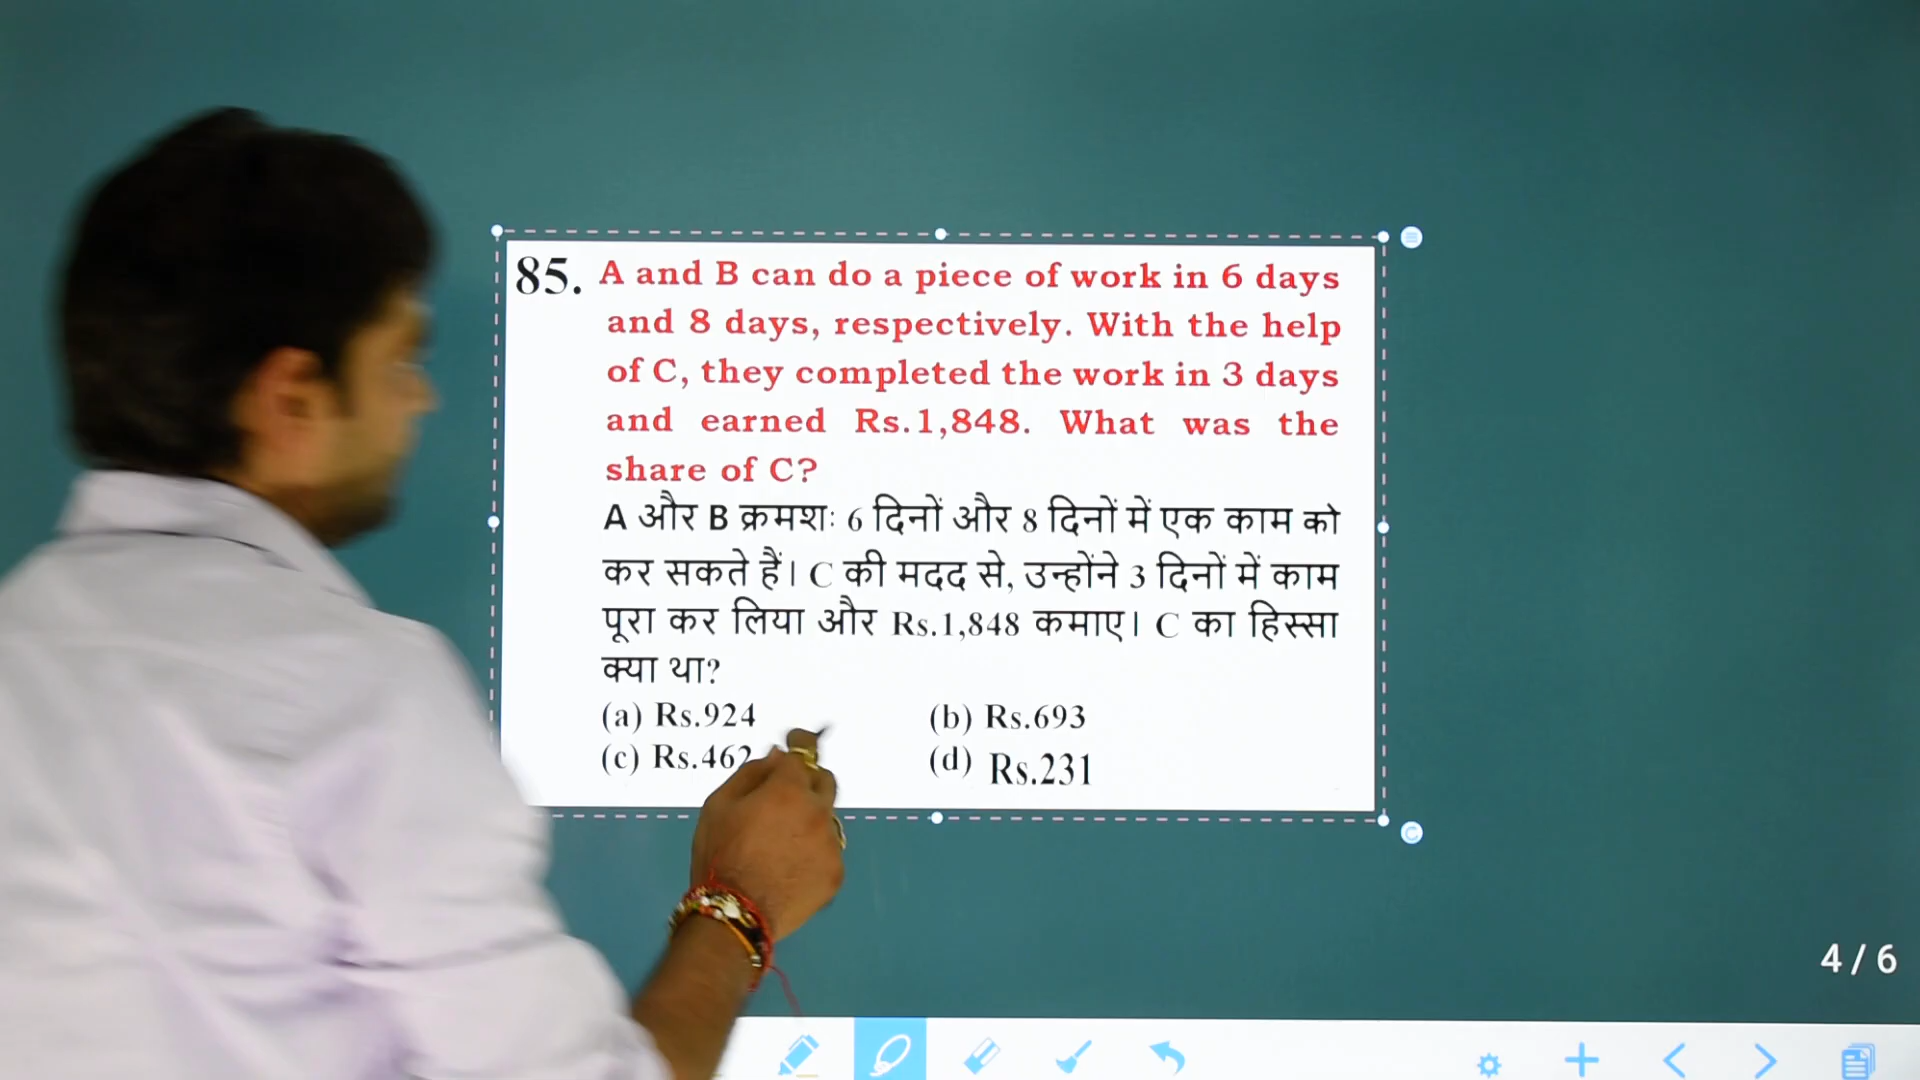 85. A and B can do a piece of work in 6 days
and 8 days, respectively. With the help
of C, they completed the work in 3 days
and earned Rs.1,848. What was the
share of C?
A और B क्रमशः 6 दिनों और 8 दिनों में एक काम को
कर सकते हैं। C की मदद से, उन्होंने 3 दिनों में काम
पूरा कर लिया और Rs.1,848 कमाए। C का हिस्सा
क्या था?
(a) Rs.924 (b) Rs.693
(c) Rs.462 (d) Rs.231
4 / 6